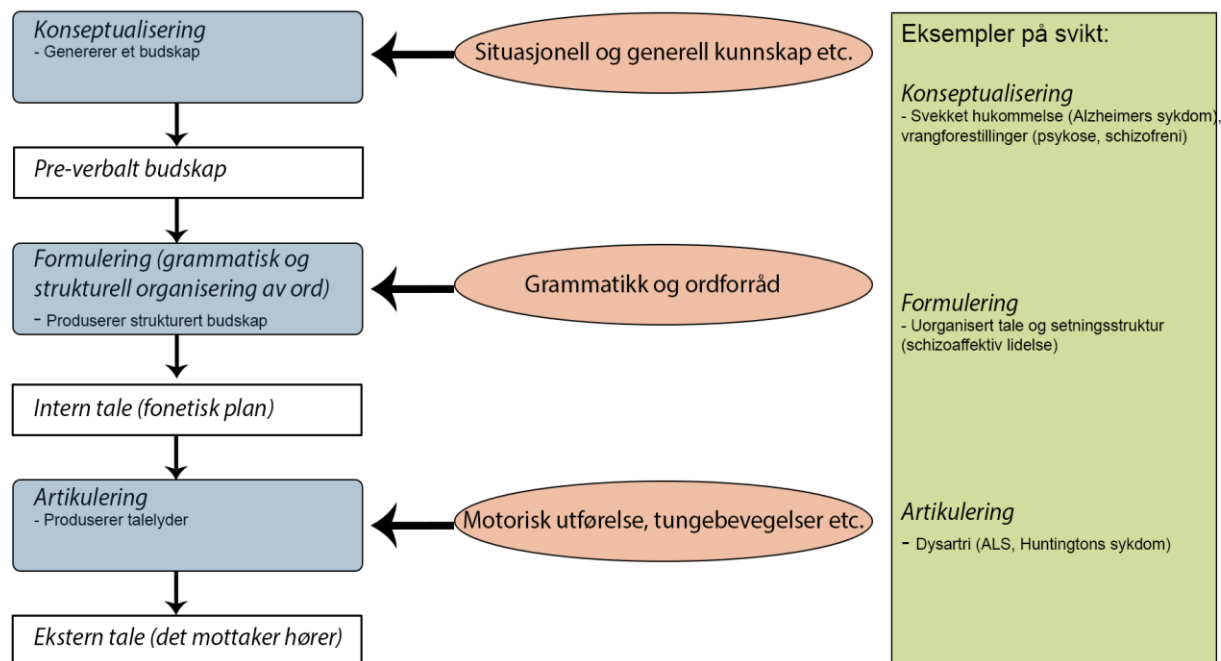 Konseptualisering
- Genererer et budskap
Situasjonell og generell kunnskap etc.
Pre-verbalt budskap
Formulering (grammatisk og
strukturell organisering av ord)
- Produserer strukturert budskap
Grammatikk og ordforråd
Intern tale (fonetisk plan)
Artikulering
- Produserer talelyder
Motorisk utførelse, tungebevegelser etc.
Ekstern tale (det mottaker hører)
Eksempler på svikt:
Konseptualisering
- Svekket hukommelse (Alzheimers sykdom),
vrangforestillinger (psykose, schizofreni)
Formulering
- Uorganisert tale og setningsstruktur
(schizoaffektiv lidelse)
Artikulering
- Dysartri (ALS, Huntingtons sykdom)